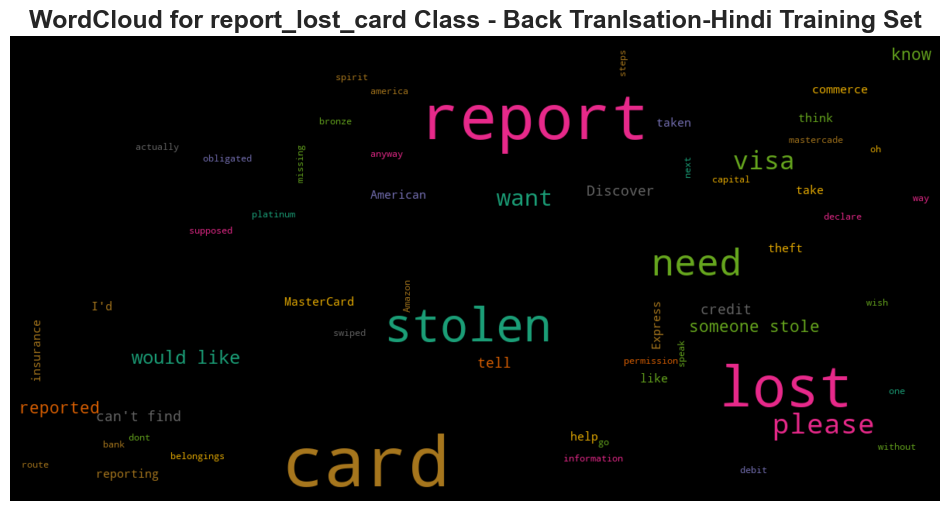 WordCloud for report_lost_card Class - Back Tranlsation-Hindi Training Set
know
steps
spirit
america
commerce
report
bronze
taken
think
mastercade
actually
obligated
missing
anyway
next
visa
oh
capital
American
want
Discover
take
way
platinum
supposed
declare
need
theft
I'd
MasterCard
Amazon
Express
credit
wish
stolen
swiped
someone stole
insurance
would like
tell
speak
permission
like
lost
one
reported
can't find
please
dont
bank
belongings
card
help
go
without
route
reporting
information
debit